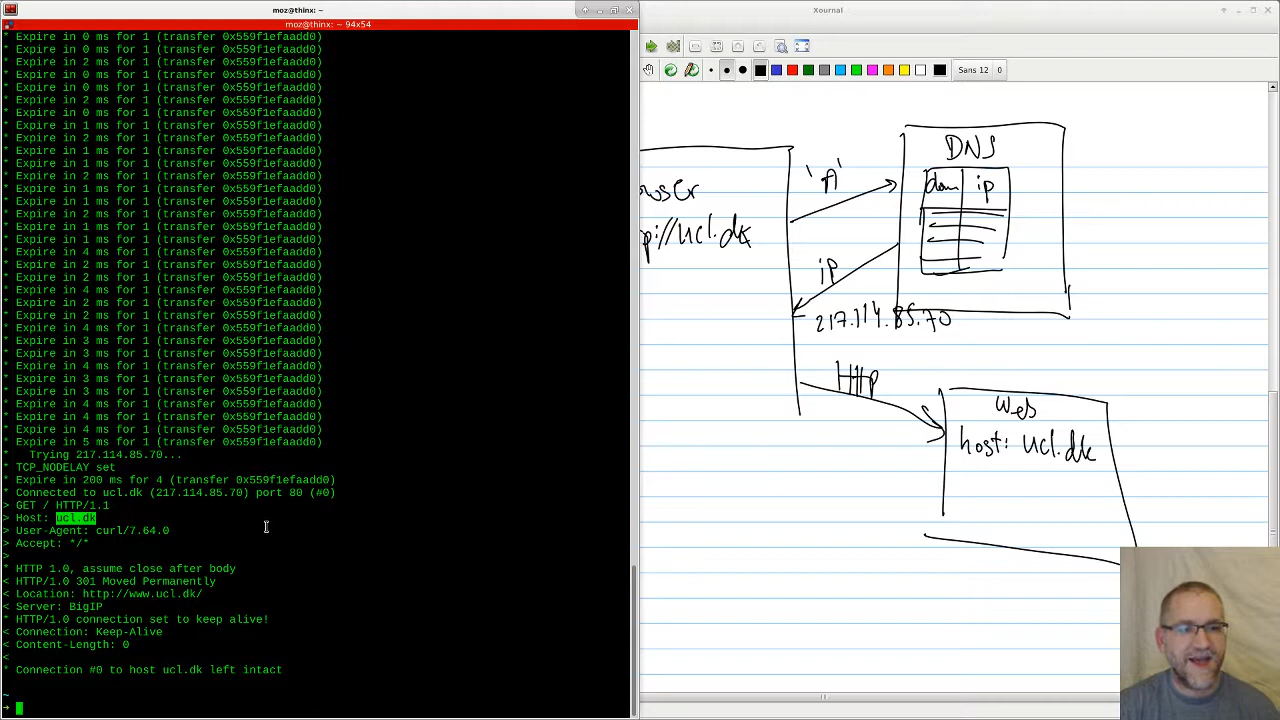 moz@thinx: ~
moz@thinx: ~ 94x54
* Expire in 0 ms for 1 (transfer 0x559f1efaadd0)
* Expire in 0 ms for 1 (transfer 0x559f1efaadd0)
* Expire in 2 ms for 1 (transfer 0x559f1efaadd0)
* Expire in 0 ms for 1 (transfer 0x559f1efaadd0)
* Expire in 0 ms for 1 (transfer 0x559f1efaadd0)
* Expire in 2 ms for 1 (transfer 0x559f1efaadd0)
* Expire in 0 ms for 1 (transfer 0x559f1efaadd0)
* Expire in 1 ms for 1 (transfer 0x559f1efaadd0)
* Expire in 2 ms for 1 (transfer 0x559f1efaadd0)
* Expire in 1 ms for 1 (transfer 0x559f1efaadd0)
* Expire in 1 ms for 1 (transfer 0x559f1efaadd0)
* Expire in 2 ms for 1 (transfer 0x559f1efaadd0)
* Expire in 1 ms for 1 (transfer 0x559f1efaadd0)
* Expire in 1 ms for 1 (transfer 0x559f1efaadd0)
* Expire in 2 ms for 1 (transfer 0x559f1efaadd0)
* Expire in 1 ms for 1 (transfer 0x559f1efaadd0)
* Expire in 1 ms for 1 (transfer 0x559f1efaadd0)
* Expire in 4 ms for 1 (transfer 0x559f1efaadd0)
* Expire in 2 ms for 1 (transfer 0x559f1efaadd0)
* Expire in 2 ms for 1 (transfer 0x559f1efaadd0)
* Expire in 4 ms for 1 (transfer 0x559f1efaadd0)
* Expire in 2 ms for 1 (transfer 0x559f1efaadd0)
* Expire in 2 ms for 1 (transfer 0x559f1efaadd0)
* Expire in 4 ms for 1 (transfer 0x559f1efaadd0)
* Expire in 3 ms for 1 (transfer 0x559f1efaadd0)
* Expire in 3 ms for 1 (transfer 0x559f1efaadd0)
* Expire in 4 ms for 1 (transfer 0x559f1efaadd0)
* Expire in 3 ms for 1 (transfer 0x559f1efaadd0)
* Expire in 3 ms for 1 (transfer 0x559f1efaadd0)
* Expire in 4 ms for 1 (transfer 0x559f1efaadd0)
* Expire in 4 ms for 1 (transfer 0x559f1efaadd0)
* Expire in 4 ms for 1 (transfer 0x559f1efaadd0)
* Expire in 5 ms for 1 (transfer 0x559f1efaadd0)
*   Trying 217.114.85.70...
* TCP_NODELAY set
* Expire in 200 ms for 4 (transfer 0x559f1efaadd0)
* Connected to ucl.dk (217.114.85.70) port 80 (#0)
> GET / HTTP/1.1
> Host: ucl.dk
> User-Agent: curl/7.64.0
> Accept: */*
>
* HTTP 1.0, assume close after body
< HTTP/1.0 301 Moved Permanently
< Location: http://www.ucl.dk/
< Server: BigIP
* HTTP/1.0 connection set to keep alive!
< Connection: Keep-Alive
< Content-Length: 0
<
* Connection #0 to host ucl.dk left intact
~
→
Xournal
Sans 12 0
owser
p://ucl.dk
'A'
DNS
dom ip
iP
217.114.85.70
Http
Web
host: ucl.dk